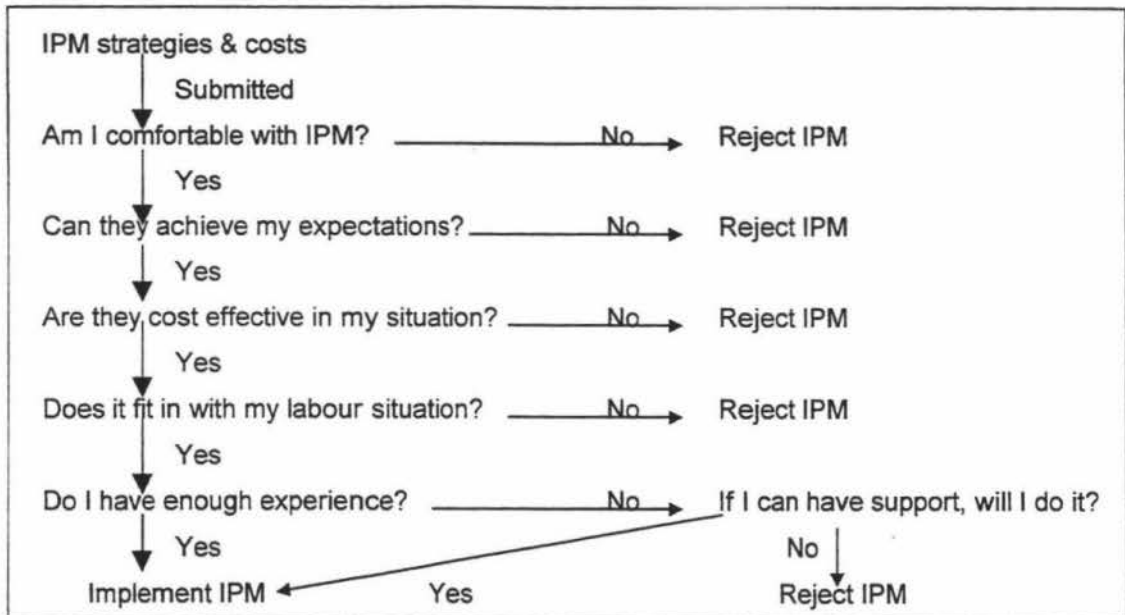 IPM strategies & costs
Submitted
Am I comfortable with IPM? No Reject IPM
Yes
Can they achieve my expectations? No Reject IPM
Yes
Are they cost effective in my situation? No Reject IPM
Yes
Does it fit in with my labour situation? No Reject IPM
Yes
Do I have enough experience? No If I can have support, will I do it?
Yes No
Implement IPM Yes Reject IPM